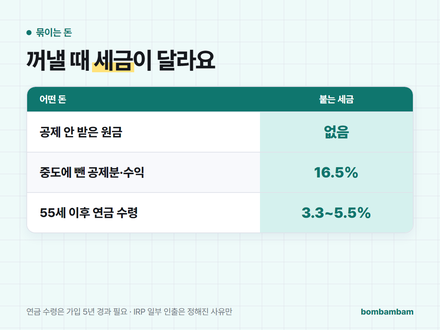 묶이는 돈
꺼낼 때 세금이 달라요
어떤 돈 붙는 세금
공제 안 받은 원금 없음
중도에 뺀 공제분·수익 16.5%
55세 이후 연금 수령 3.3~5.5%
연금 수령은 가입 5년 경과 필요 · IRP 일부 인출은 정해진 사유만 bombambam